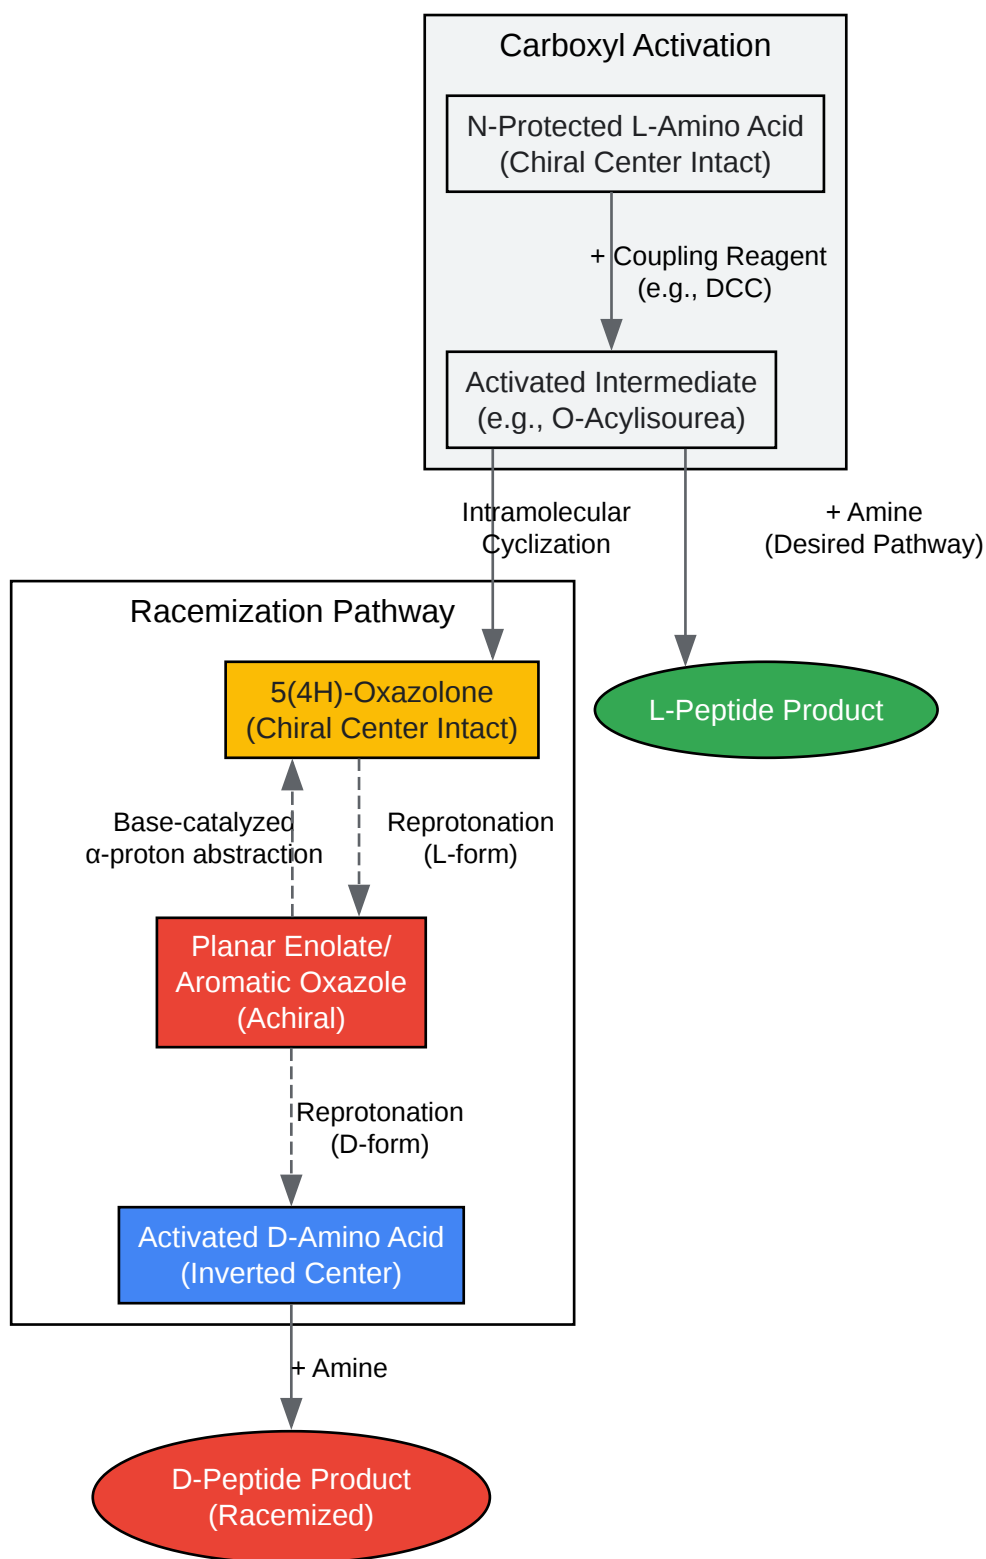 Carboxyl Activation
N-Protected L-Amino Acid
(Chiral Center Intact)
+ Coupling Reagent
(e.g., DCC)
Activated Intermediate
(e.g., O-Acylisourea)
Intramolecular
Cyclization
+ Amine
(Desired Pathway)
Racemization Pathway
5(4H)-Oxazolone
(Chiral Center Intact)
L-Peptide Product
Base-catalyzed
α-proton abstraction
Reprotonation
(L-form)
Planar Enolate/
Aromatic Oxazole
(Achiral)
Reprotonation
(D-form)
Activated D-Amino Acid
(Inverted Center)
+ Amine
D-Peptide Product
(Racemized)